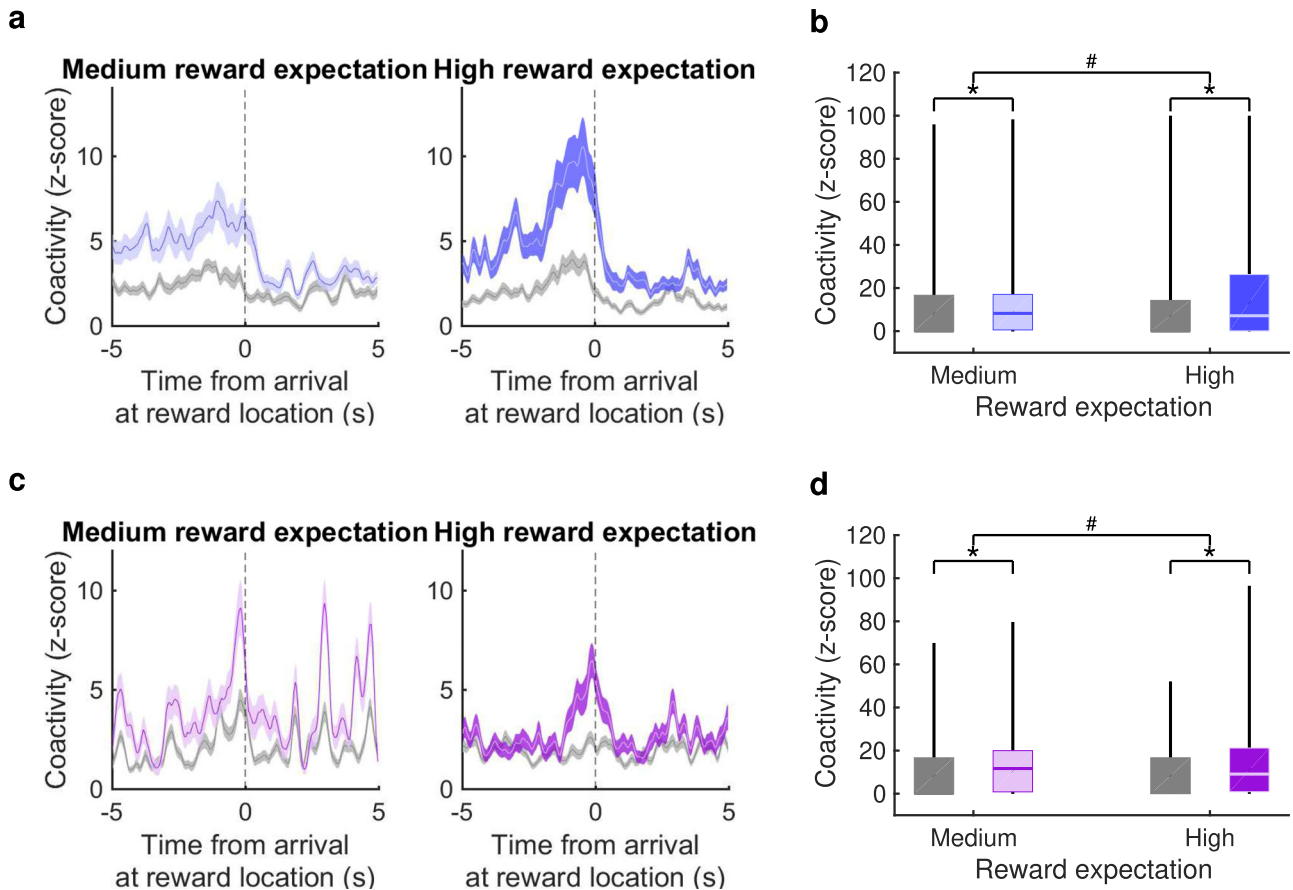 a
Medium reward expectation
High reward expectation
Coactivity (z-score)
10
5
0
-5
0
5
Time from arrival
at reward location (s)
10
5
0
-5
0
5
Time from arrival
at reward location (s)
b
#
*
*
Coactivity (z-score)
120
100
80
60
40
20
0
Medium
High
Reward expectation
c
Medium reward expectation
High reward expectation
Coactivity (z-score)
10
5
0
-5
0
5
Time from arrival
at reward location (s)
10
5
0
-5
0
5
Time from arrival
at reward location (s)
d
#
*
*
Coactivity (z-score)
120
100
80
60
40
20
0
Medium
High
Reward expectation